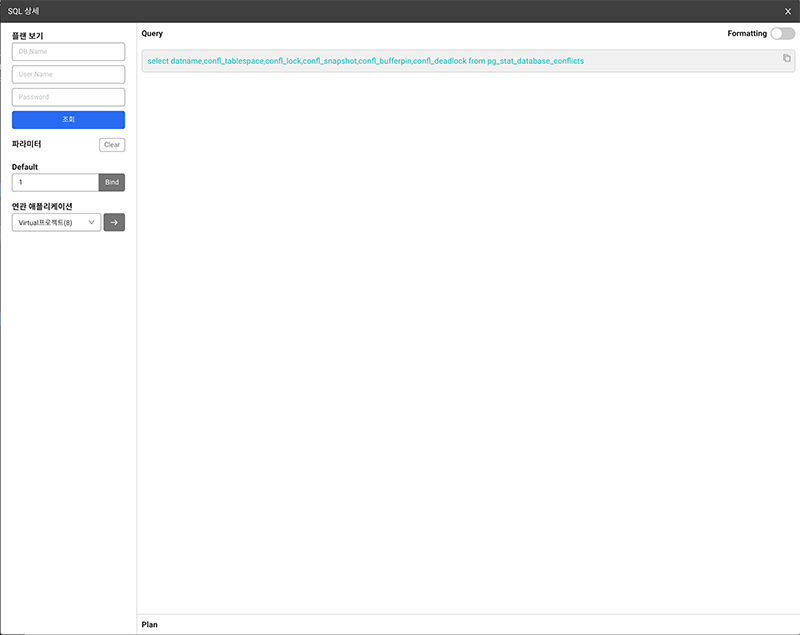 SQL 상세
플랜 보기
DB Name
User Name
Password
조회
파라미터
Clear
Default
1
Bind
연관 애플리케이션
Virtual프로젝트(8)
Query
Formatting
select datname,confl_tablespace,confl_lock,confl_snapshot,confl_bufferpin,confl_deadlock from pg_stat_database_conflicts
Plan